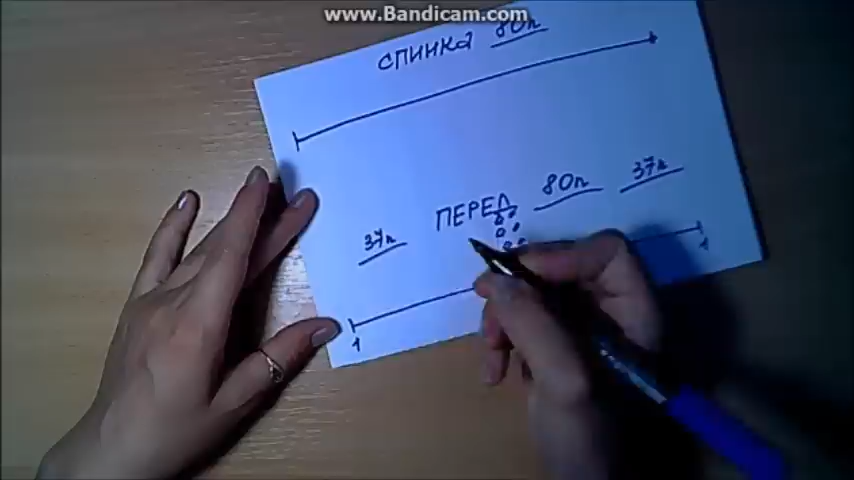 www.Bandicam.com
СПИНКА 80п
ПЕРЕД 80п 37п
37п
1 1